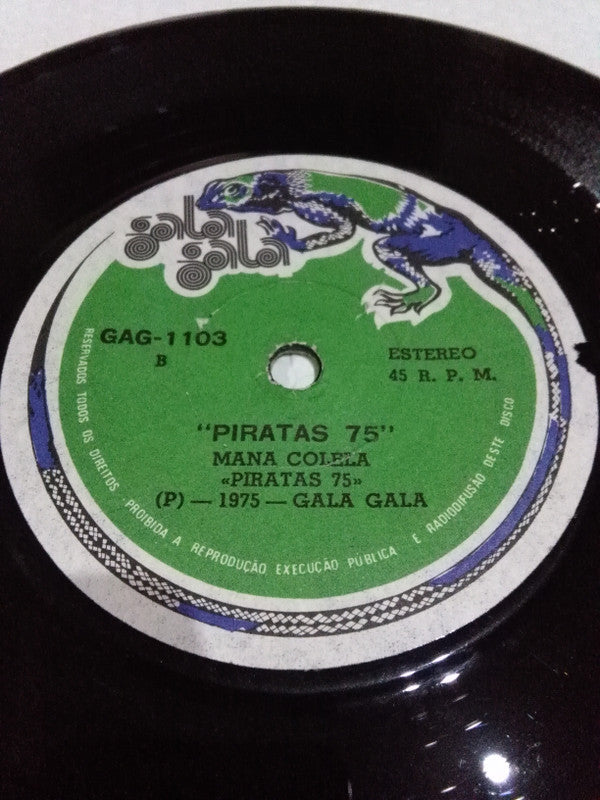 gala
gala
GAG-1103
B
ESTEREO
45 R. P. M.
"PIRATAS 75"
MANA COLELA
«PIRATAS 75»
(P) — 1975 — GALA GALA
RESERVADOS TODOS OS DIREITOS PROIBIDA A REPRODUÇÃO EXECUÇÃO PÚBLICA E RADIODIFUSÃO DESTE DISCO